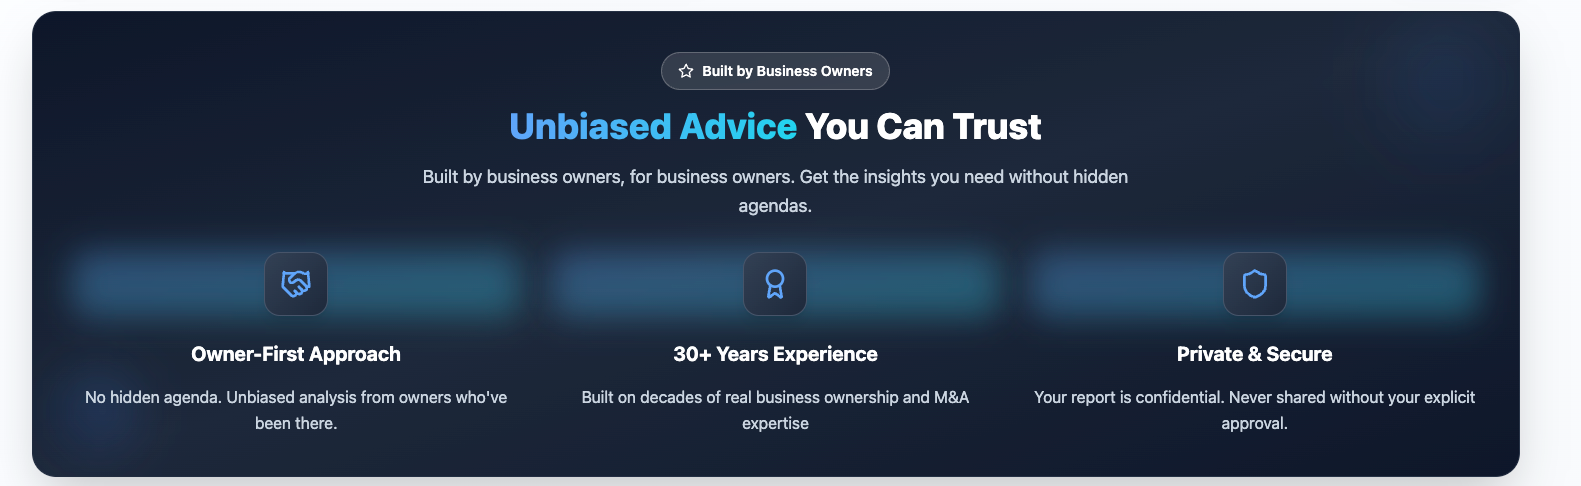 Built by Business Owners
Unbiased Advice You Can Trust
Built by business owners, for business owners. Get the insights you need without hidden
agendas.
Owner-First Approach
No hidden agenda. Unbiased analysis from owners who've
been there.
30+ Years Experience
Built on decades of real business ownership and M&A
expertise
Private & Secure
Your report is confidential. Never shared without your explicit
approval.